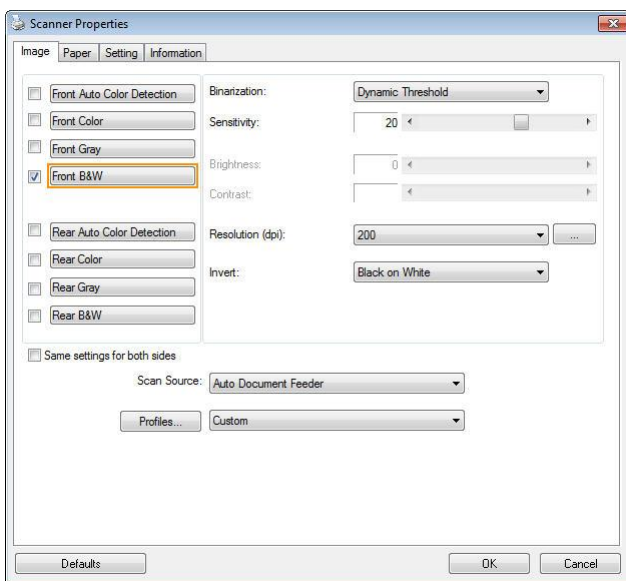 Scanner Properties
Image Paper Setting Information
Front Auto Color Detection
Front Color
Front Gray
Front B&W
Rear Auto Color Detection
Rear Color
Rear Gray
Rear B&W
Binarization: Dynamic Threshold
Sensitivity: 20
Brightness: 0
Contrast:
Resolution (dpi): 200 ...
Invert: Black on White
Same settings for both sides
Scan Source: Auto Document Feeder
Profiles... Custom
Defaults OK Cancel